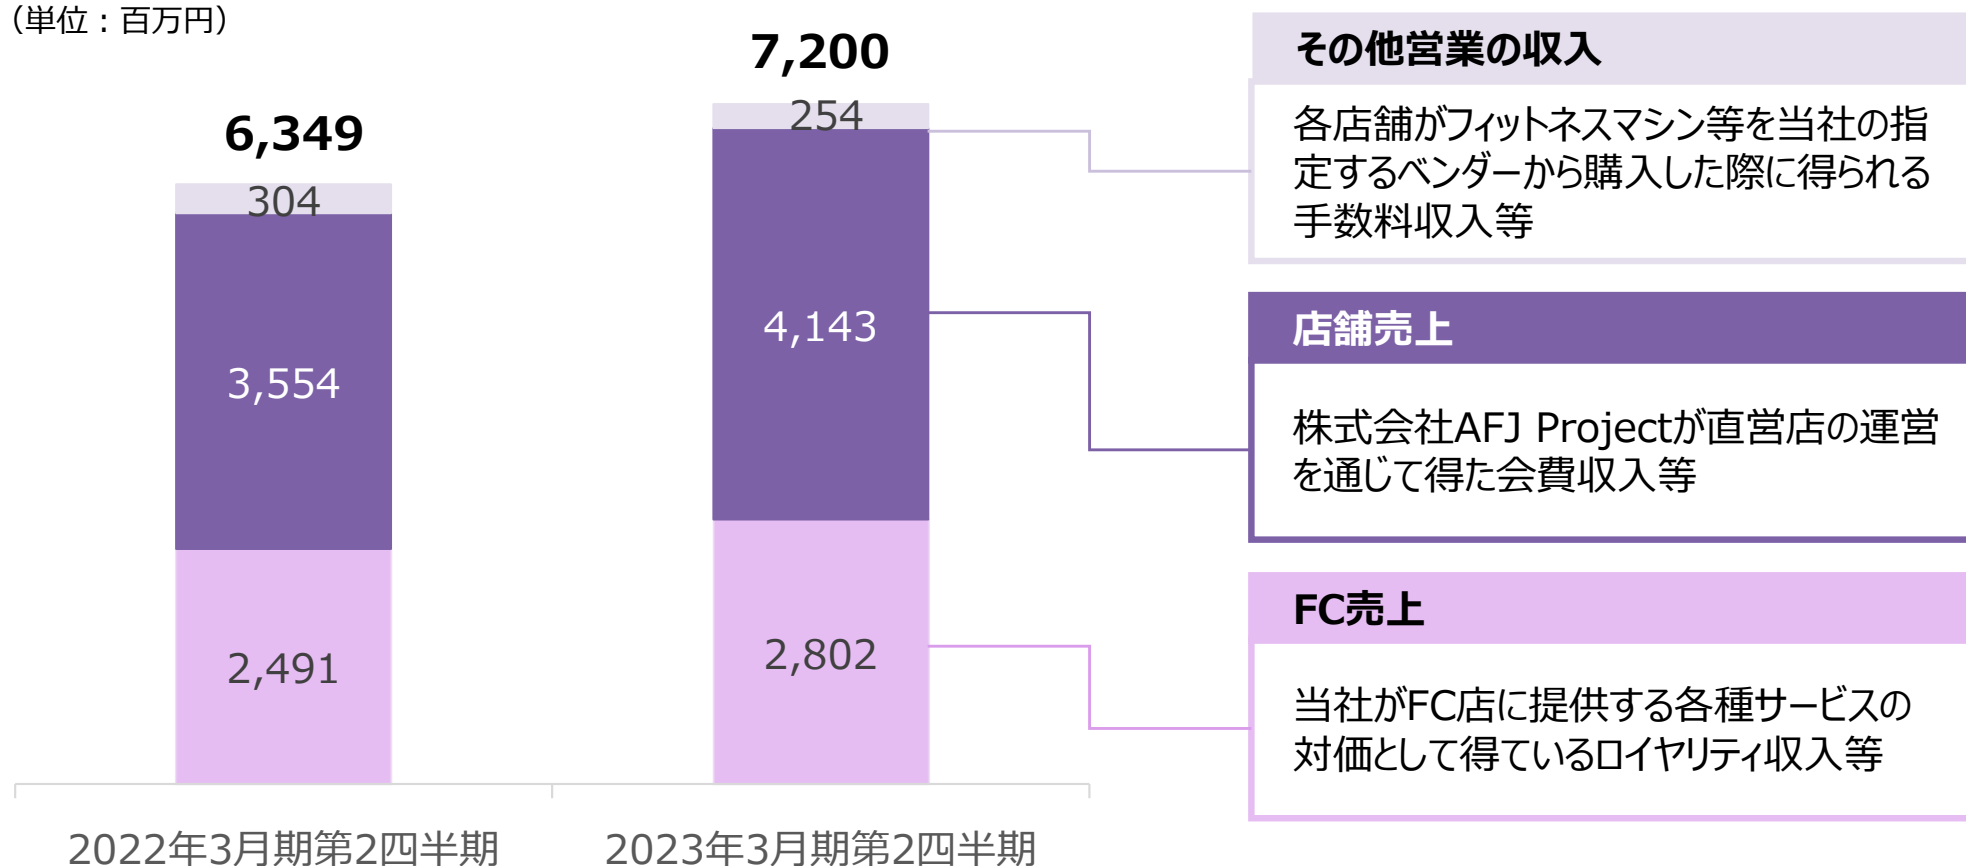 （単位：百万円）
6,349
304
3,554
2,491
2022年3月期第2四半期
7,200
254
4,143
2,802
2023年3月期第2四半期
その他営業の収入
各店舗がフィットネスマシン等を当社の指
定するベンダーから購入した際に得られる
手数料収入等
店舗売上
株式会社AFJ Projectが直営店の運営
を通じて得た会費収入等
FC売上
当社がFC店に提供する各種サービスの
対価として得ているロイヤリティ収入等